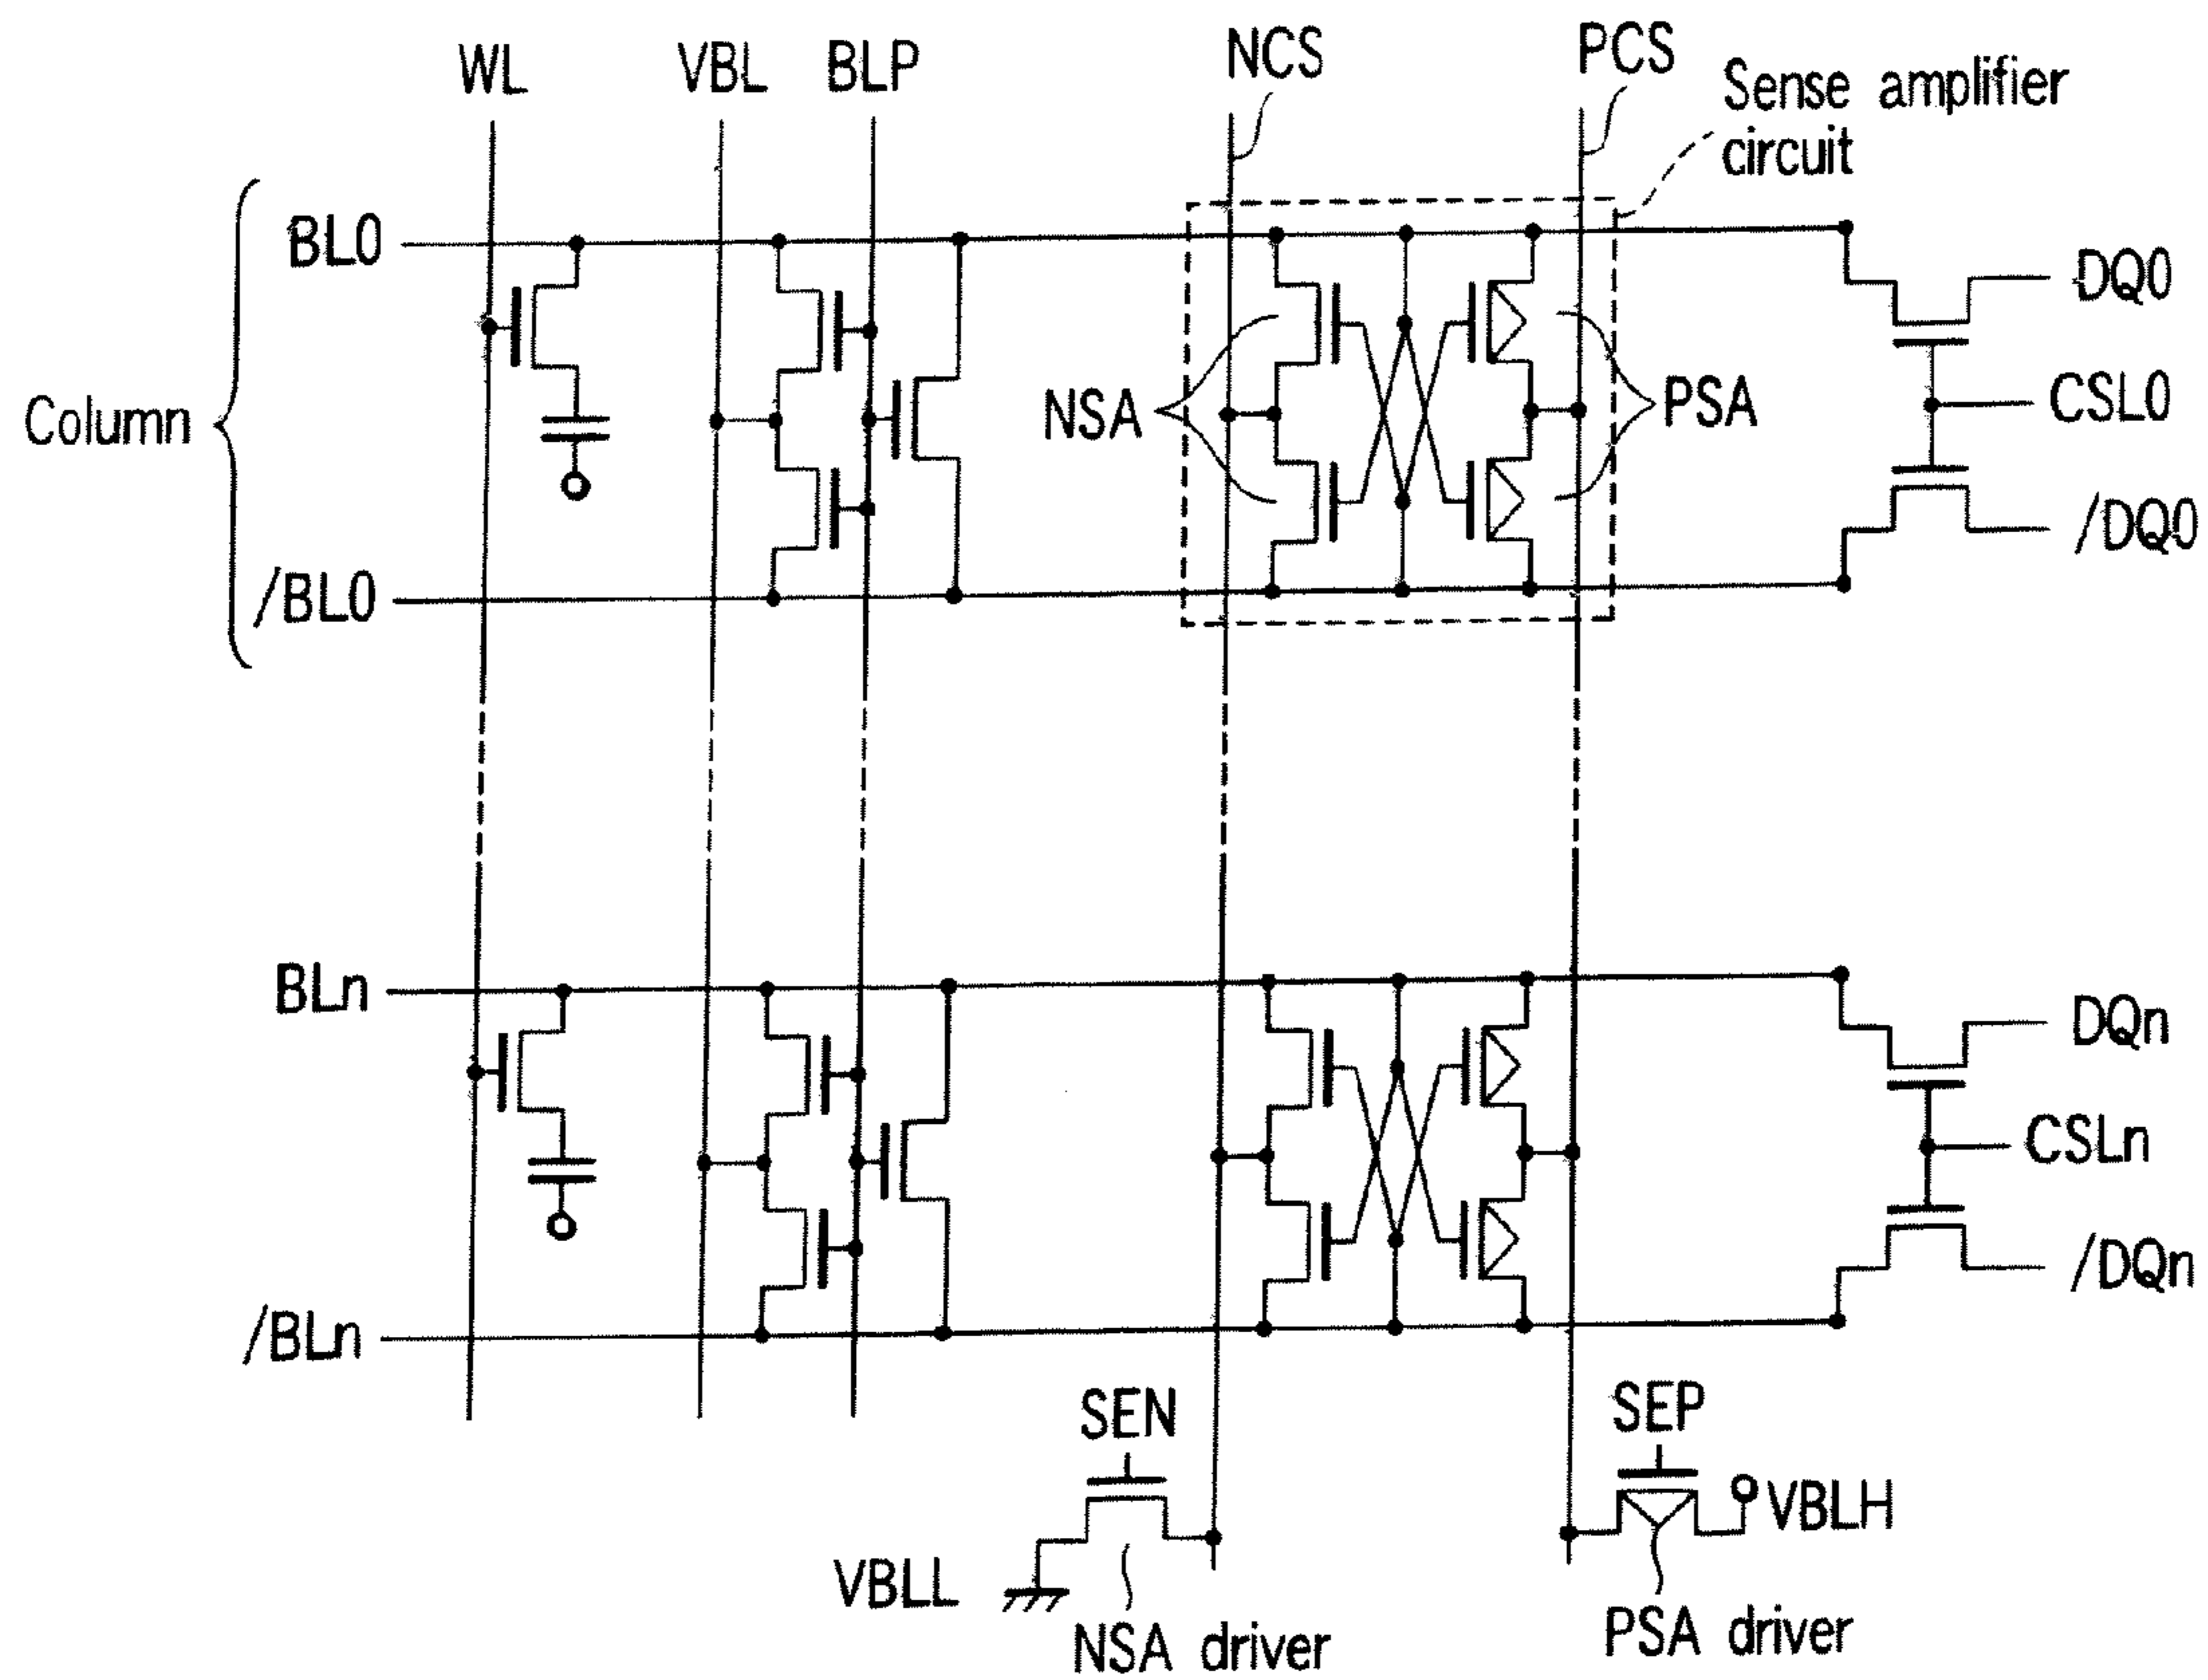 WL
VBL
BLP
NCS
PCS
Sense amplifier
circuit
BL0
DQ0
Column
NSA
PSA
CSL0
/DQ0
/BL0
BLn
DQn
CSLn
/DQn
/BLn
SEN
SEP
VBLH
VBLL
NSA driver
PSA driver